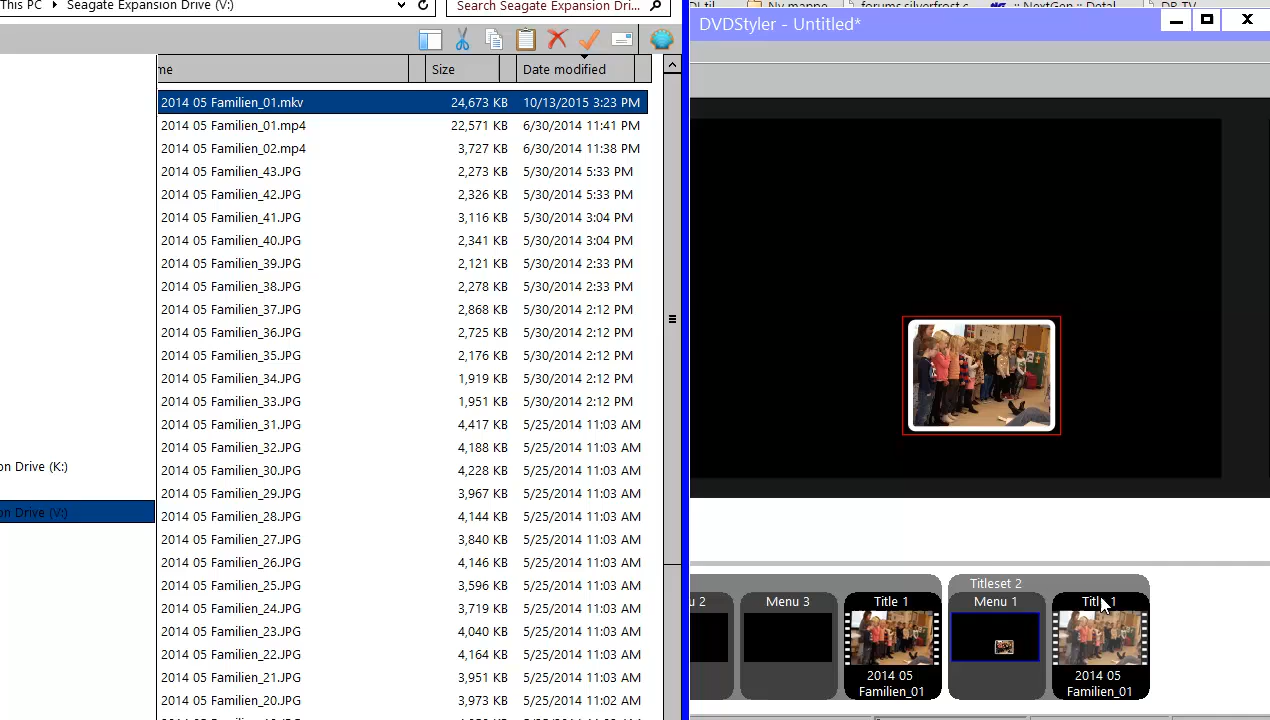 This PC
Seagate Expansion Drive (V:)
Search Seagate Expansion Dri...
me
Size
Date modified
2014 05 Familien_01.mkv 24,673 KB 10/13/2015 3:23 PM
2014 05 Familien_01.mp4 22,571 KB 6/30/2014 11:41 PM
2014 05 Familien_02.mp4 3,727 KB 6/30/2014 11:38 PM
2014 05 Familien_43.JPG 2,273 KB 5/30/2014 5:33 PM
2014 05 Familien_42.JPG 2,326 KB 5/30/2014 5:33 PM
2014 05 Familien_41.JPG 3,116 KB 5/30/2014 3:04 PM
2014 05 Familien_40.JPG 2,341 KB 5/30/2014 3:04 PM
2014 05 Familien_39.JPG 2,121 KB 5/30/2014 2:33 PM
2014 05 Familien_38.JPG 2,278 KB 5/30/2014 2:33 PM
2014 05 Familien_37.JPG 2,868 KB 5/30/2014 2:12 PM
2014 05 Familien_36.JPG 2,725 KB 5/30/2014 2:12 PM
2014 05 Familien_35.JPG 2,176 KB 5/30/2014 2:12 PM
2014 05 Familien_34.JPG 1,919 KB 5/30/2014 2:12 PM
2014 05 Familien_33.JPG 1,951 KB 5/30/2014 2:12 PM
2014 05 Familien_31.JPG 4,417 KB 5/25/2014 11:03 AM
2014 05 Familien_32.JPG 4,188 KB 5/25/2014 11:03 AM
2014 05 Familien_30.JPG 4,228 KB 5/25/2014 11:03 AM
2014 05 Familien_29.JPG 3,967 KB 5/25/2014 11:03 AM
2014 05 Familien_28.JPG 4,144 KB 5/25/2014 11:03 AM
2014 05 Familien_27.JPG 3,840 KB 5/25/2014 11:03 AM
2014 05 Familien_26.JPG 4,146 KB 5/25/2014 11:03 AM
2014 05 Familien_25.JPG 3,596 KB 5/25/2014 11:03 AM
2014 05 Familien_24.JPG 3,719 KB 5/25/2014 11:03 AM
2014 05 Familien_23.JPG 4,040 KB 5/25/2014 11:03 AM
2014 05 Familien_22.JPG 4,164 KB 5/25/2014 11:03 AM
2014 05 Familien_21.JPG 3,951 KB 5/25/2014 11:03 AM
2014 05 Familien_20.JPG 3,973 KB 5/25/2014 11:02 AM
on Drive (K:)
on Drive (V:)
DVDStyler - Untitled*
Titleset 2
u 2
Menu 3
Title 1
Menu 1
Title 1
2014 05
Familien_01
2014 05
Familien_01